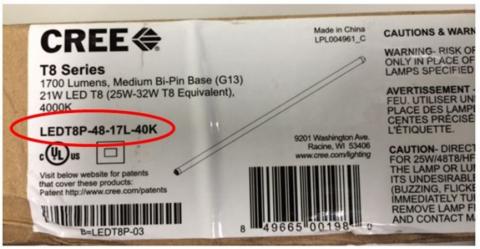 CREE
T8 Series
1700 Lumens, Medium Bi-Pin Base (G13)
21W LED T8 (25W-32W T8 Equivalent),
4000K
LEDT8P-48-17L-40K
c UL us
Visit below website for patents
that cover these products:
Patent http://www.cree.com/patents
B=LEDT8P-03
Made in China
LPL004961_C
9201 Washington Ave.
Racine, WI 53406
www.cree.com/lighting
8 49665 00198 0
CAUTIONS & WARN
WARNING- RISK OF
ONLY IN PLACE OF
LAMPS SPECIFIED
AVERTISSEMENT -
FEU. UTILISER UN
PLACE DES LAMPE
CENTES PRÉCISÉ
L'ÉTIQUETTE.
CAUTION- DIRECT
FOR 25W/48T8/HF
THE LAMP OR LU
ITS UNDESIRABL
(BUZZING, FLICKE
IMMEDIATELY TU
REMOVE LAMP F
AND CONTACT M